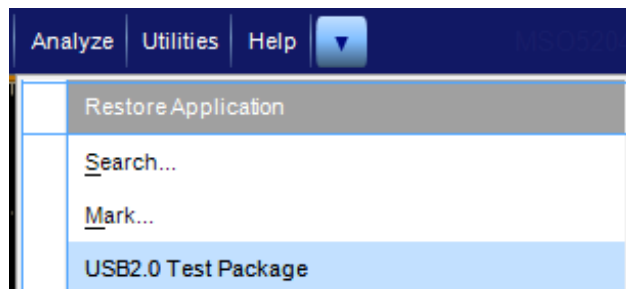 Analyze Utilities Help
Restore Application
Search...
Mark...
USB2.0 Test Package